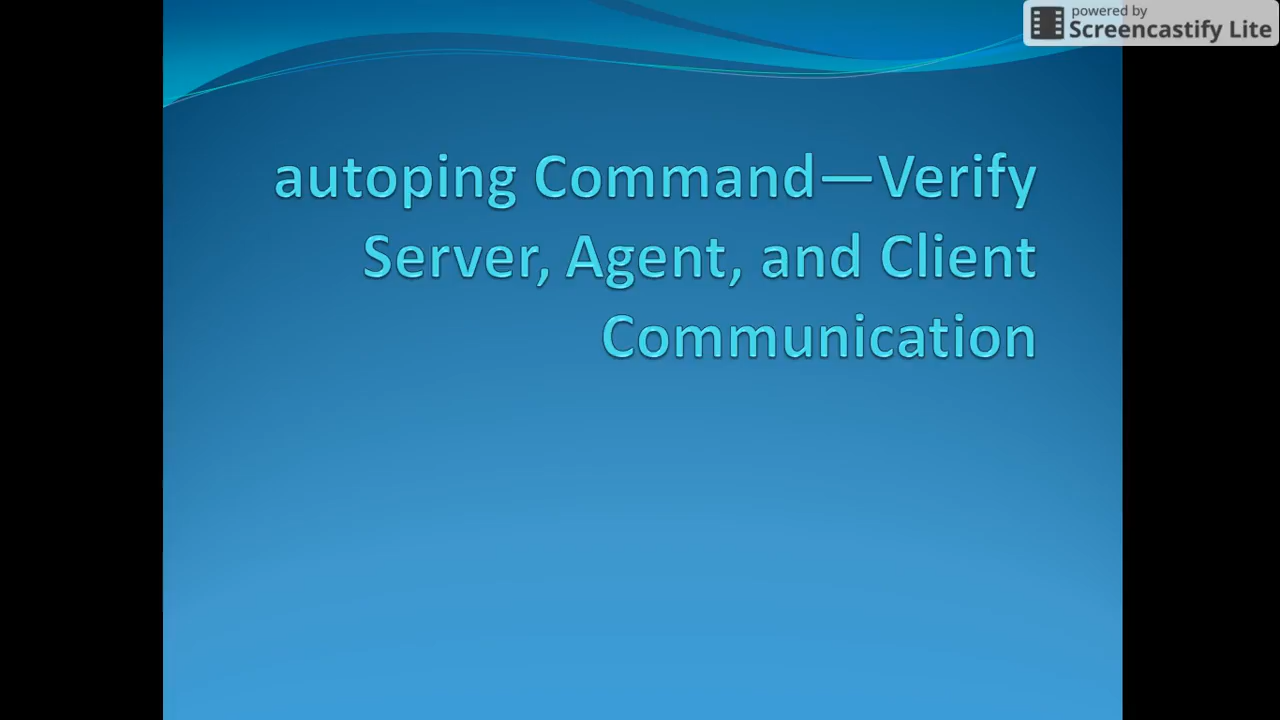 powered by
Screencastify Lite
autoping Command—Verify
Server, Agent, and Client
Communication